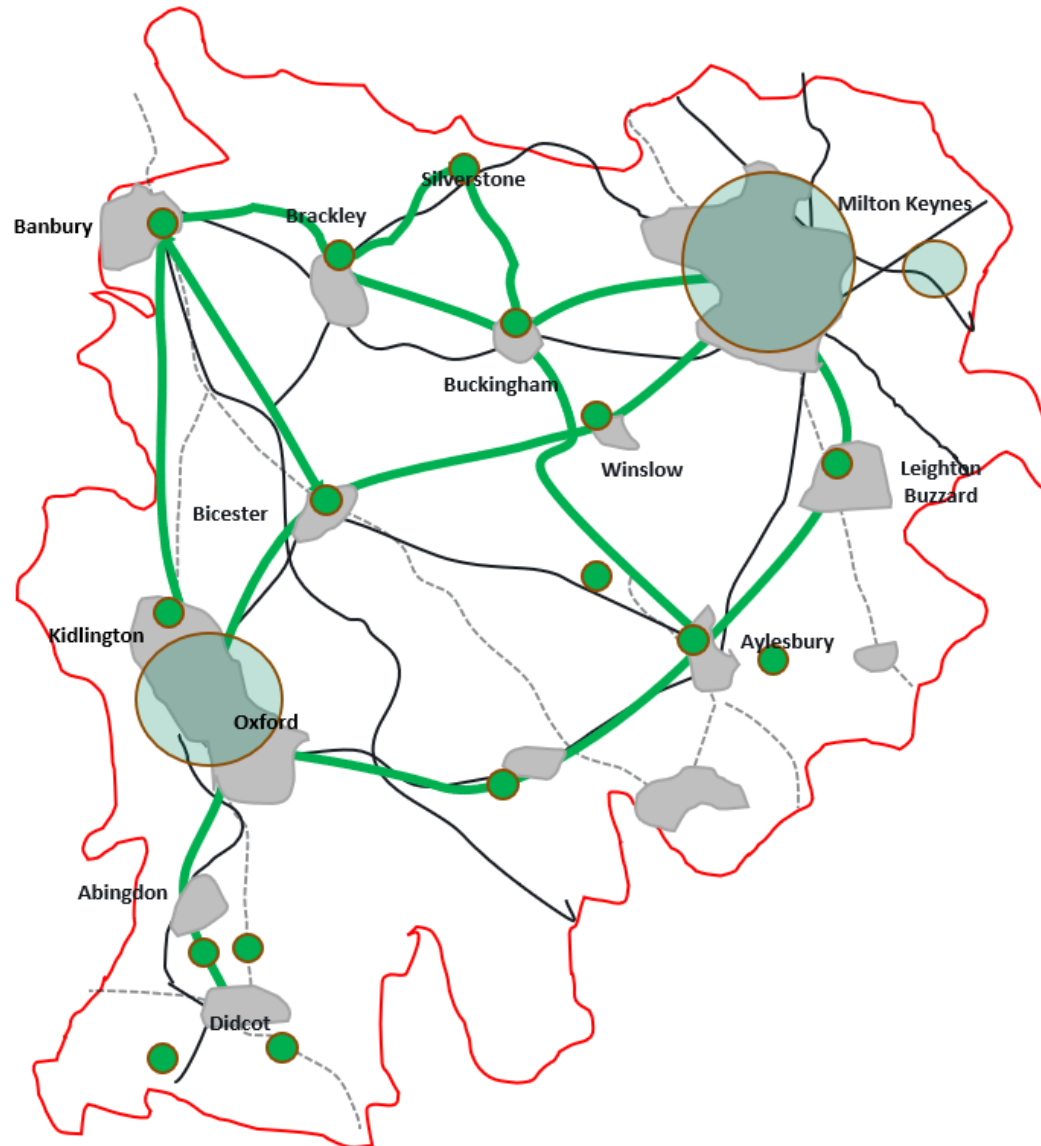 Silverstone
Milton Keynes
Brackley
Banbury
Buckingham
Winslow
Leighton
Buzzard
Bicester
Kidlington
Aylesbury
Oxford
Abingdon
Didcot